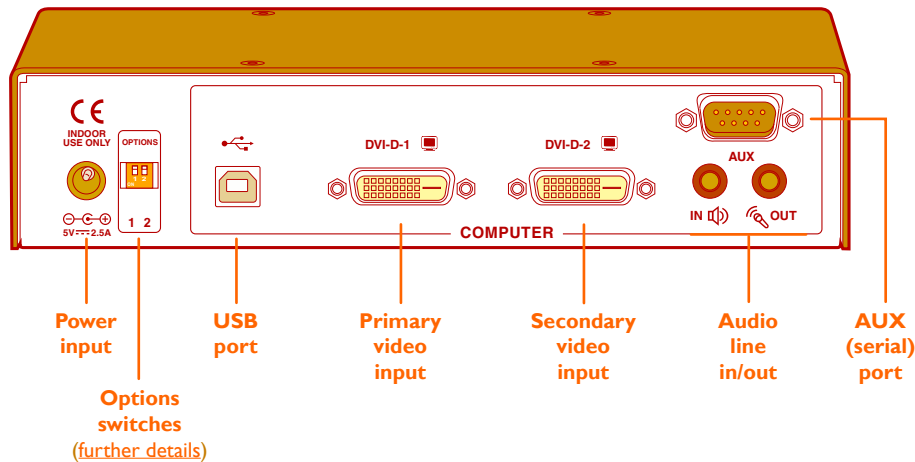 CE
INDOOR
USE ONLY
OPTIONS
1 2
1 2
5V 2.5A
DVI-D-1
DVI-D-2
AUX
IN
OUT
COMPUTER
Power
input
USB
port
Primary
video
input
Secondary
video
input
Audio
line
in/out
AUX
(serial)
port
Options
switches
(further details)